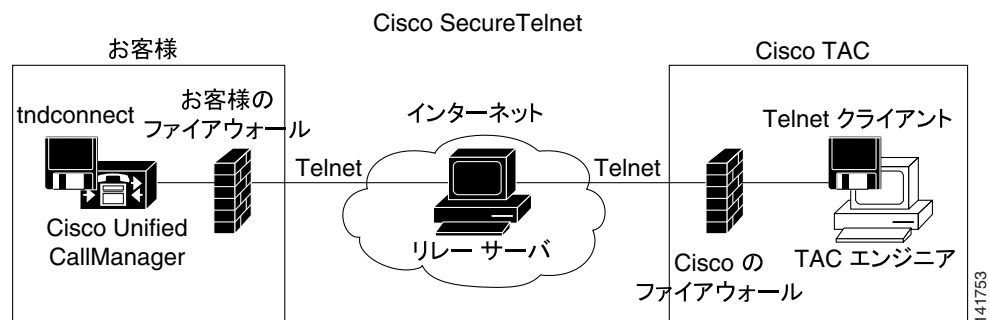 Cisco SecureTelnet
お客様
Cisco TAC
tndconnect
お客様の
ファイアウォール
インターネット
Telnet クライアント
Telnet
Telnet
Cisco Unified
CallManager
リレー サーバ
Cisco の
ファイアウォール
TAC エンジニア
141753